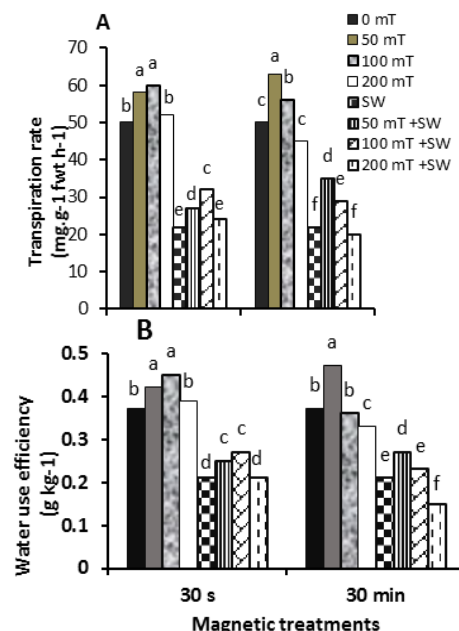 A
0 mT
50 mT
100 mT
200 mT
SW
50 mT +SW
100 mT +SW
200 mT +SW
Transpiration rate
(mg.g-1 fwt h-1)
70
60
50
40
30
20
10
0
b a a b e d c e
c a b c f d e f
B
Water use efficiency
(g kg-1)
0.5
0.4
0.3
0.2
0.1
0
b a a b d c c d
b a b c e d e f
30 s 30 min
Magnetic treatments